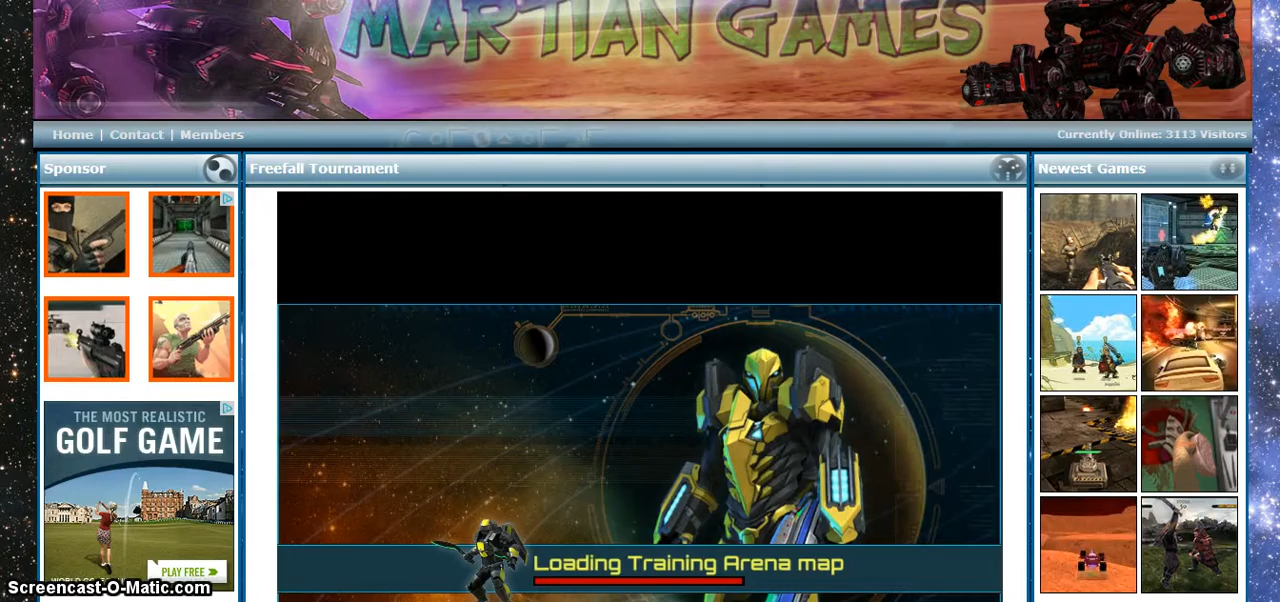 MARTIAN GAMES
Home | Contact | Members
Currently Online: 3113 Visitors
Sponsor
Freefall Tournament
Newest Games
THE MOST REALISTIC
GOLF GAME
PLAY FREE
Loading Training Arena map
Screencast-O-Matic.com